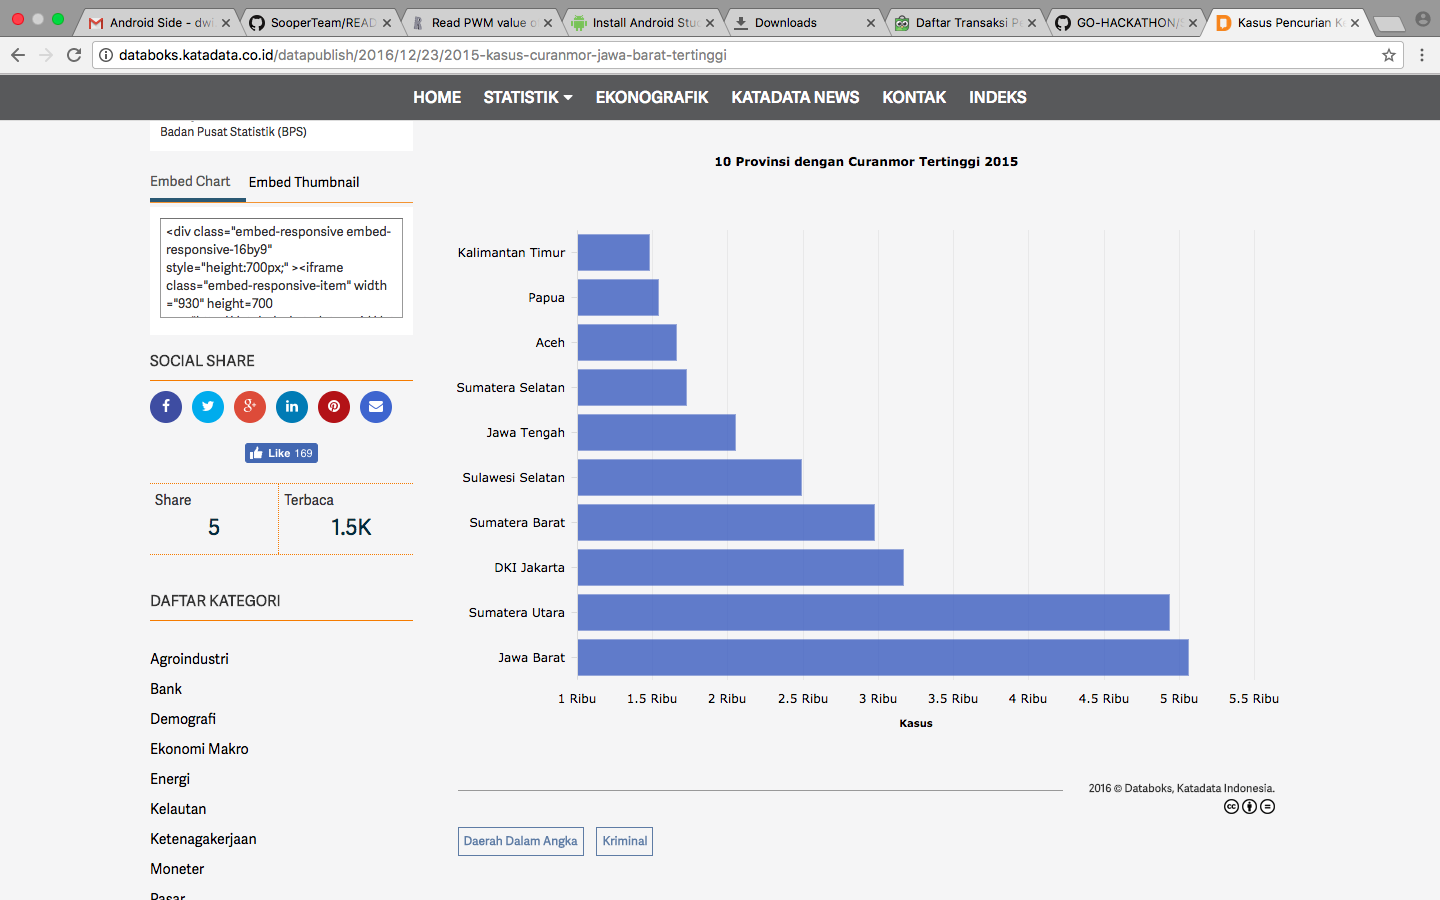 Android Side - dwi
SooperTeam/READ
Read PWM value o
Install Android Stu
Downloads
Daftar Transaksi P
GO-HACKATHON/S
Kasus Pencurian K
databoks.katadata.co.id/datapublish/2016/12/23/2015-kasus-curanmor-jawa-barat-tertinggi
HOME STATISTIK EKONOGRAFIK KATADATA NEWS KONTAK INDEKS
Badan Pusat Statistik (BPS)
Embed Chart Embed Thumbnail
<div class="embed-responsive embed-
responsive-16by9"
style="height:700px;" ><iframe
class="embed-responsive-item" width
="930" height=700
SOCIAL SHARE
Like 169
Share Terbaca
5 1.5K
DAFTAR KATEGORI
Agroindustri
Bank
Demografi
Ekonomi Makro
Energi
Kelautan
Ketenagakerjaan
Moneter
Pasar
10 Provinsi dengan Curanmor Tertinggi 2015
Kalimantan Timur
Papua
Aceh
Sumatera Selatan
Jawa Tengah
Sulawesi Selatan
Sumatera Barat
DKI Jakarta
Sumatera Utara
Jawa Barat
1 Ribu 1.5 Ribu 2 Ribu 2.5 Ribu 3 Ribu 3.5 Ribu 4 Ribu 4.5 Ribu 5 Ribu 5.5 Ribu
Kasus
2016 © Databoks, Katadata Indonesia.
Daerah Dalam Angka Kriminal